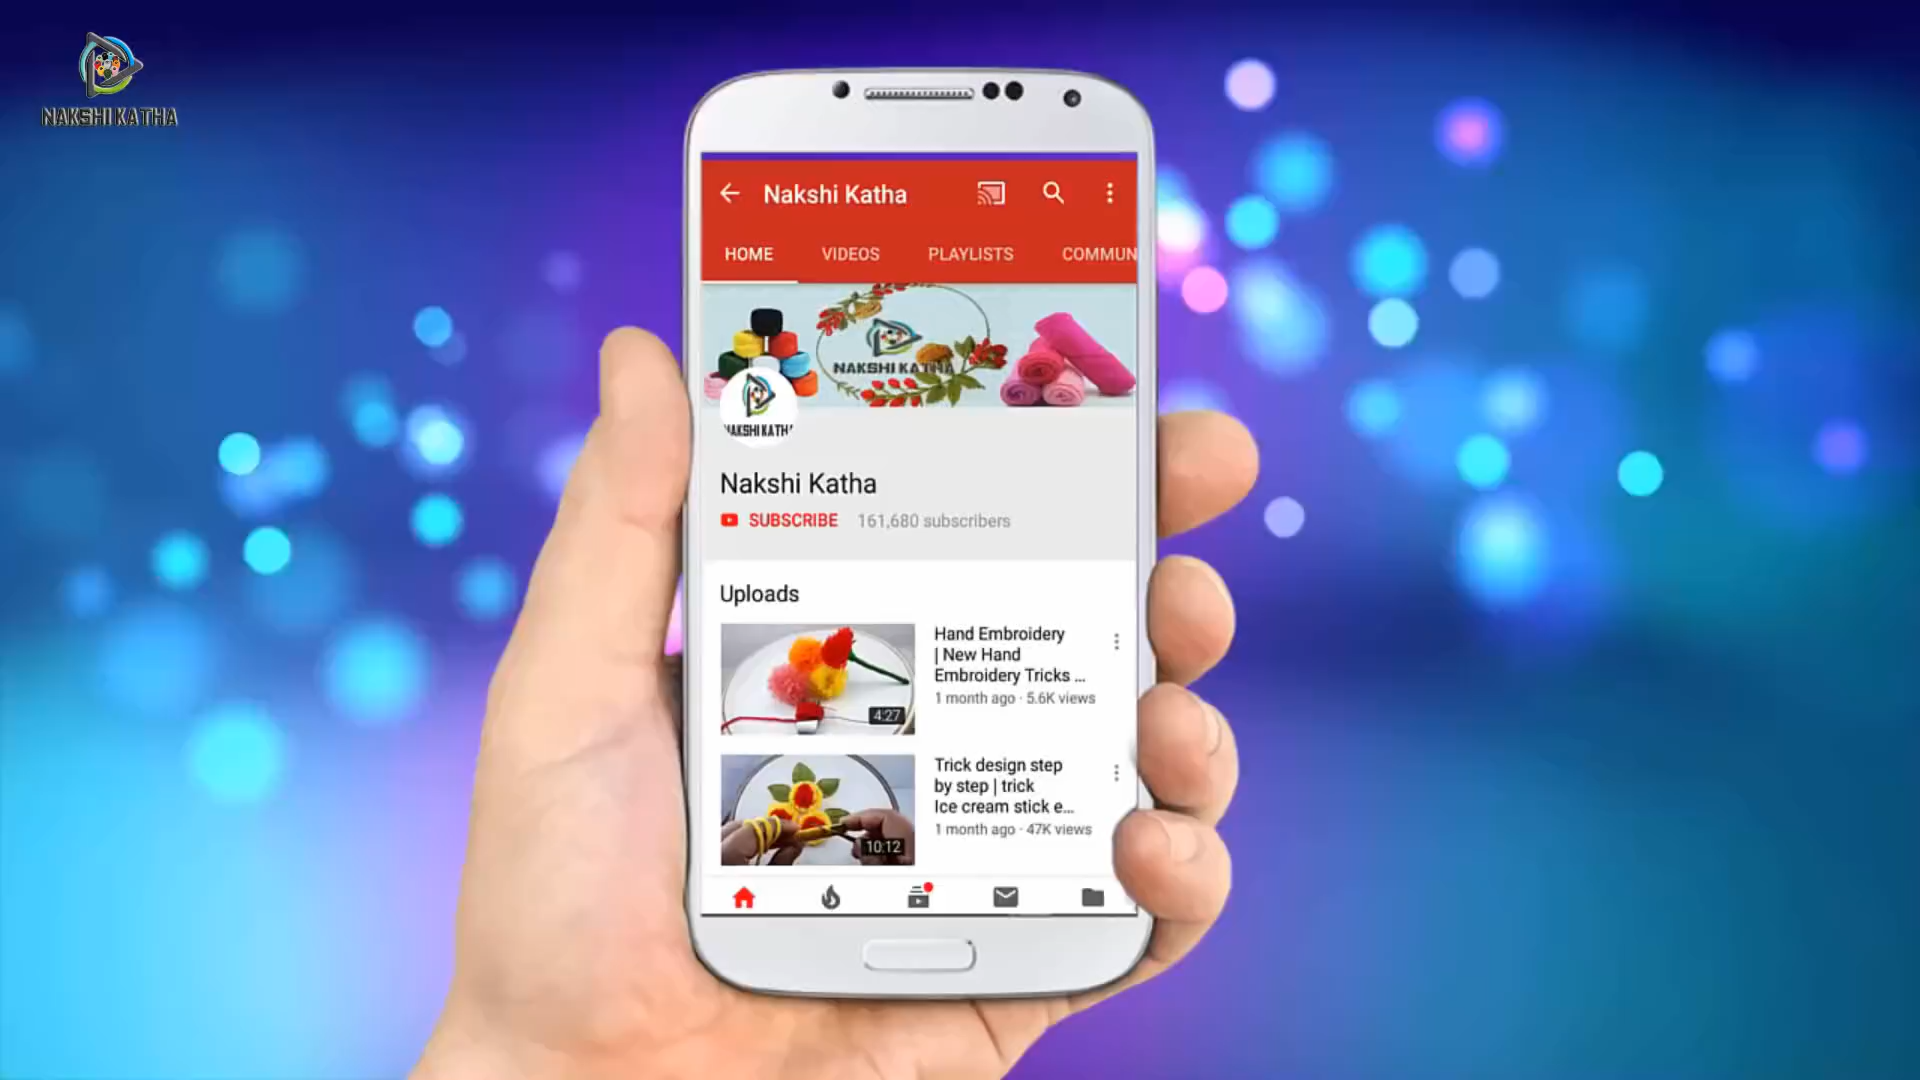 NAKSHI KATHA
Nakshi Katha
HOME VIDEOS PLAYLISTS COMMUN
NAKSHI KATHA
NAKSHI KATHA
Nakshi Katha
SUBSCRIBE 161,680 subscribers
Uploads
Hand Embroidery
| New Hand
Embroidery Tricks ...
1 month ago · 5.6K views
4:27
Trick design step
by step | trick
Ice cream stick e...
1 month ago · 47K views
10:12